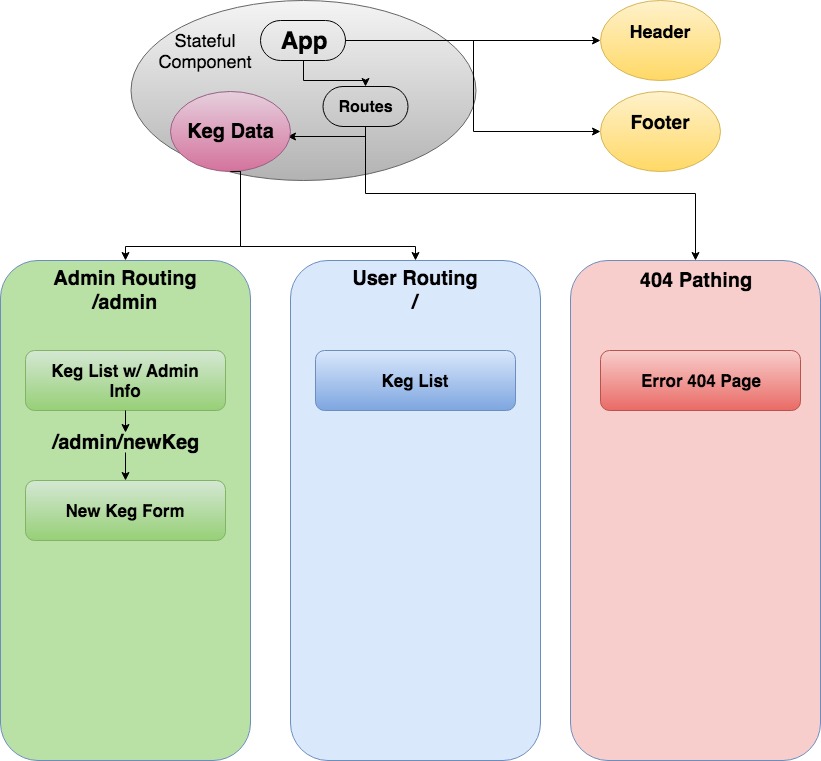 Stateful
Component
App
Header
Routes
Footer
Keg Data
Admin Routing
/admin
Keg List w/ Admin
Info
/admin/newKeg
New Keg Form
User Routing
/
Keg List
404 Pathing
Error 404 Page